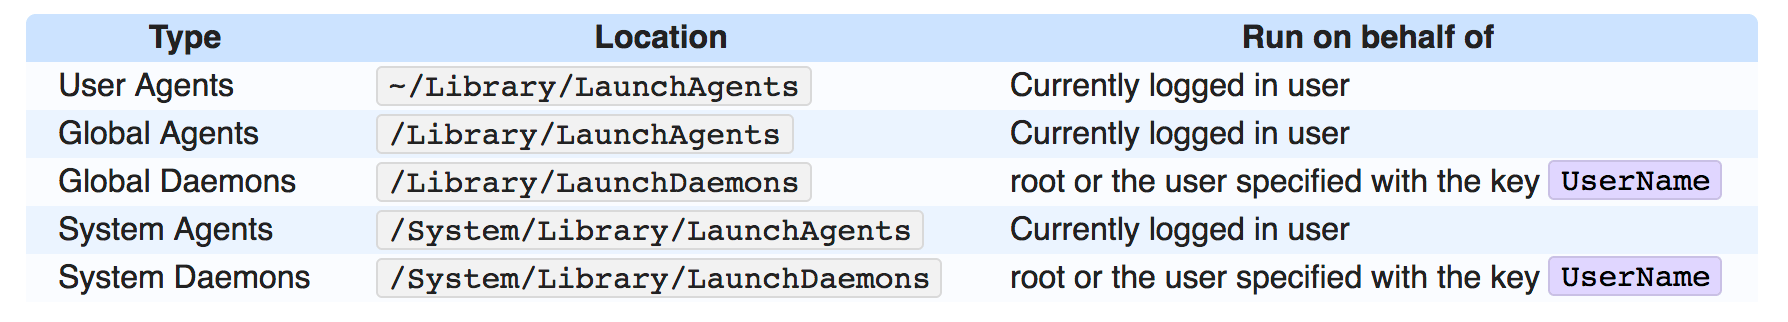 Type Location Run on behalf of
User Agents ~/Library/LaunchAgents Currently logged in user
Global Agents /Library/LaunchAgents Currently logged in user
Global Daemons /Library/LaunchDaemons root or the user specified with the key UserName
System Agents /System/Library/LaunchAgents Currently logged in user
System Daemons /System/Library/LaunchDaemons root or the user specified with the key UserName